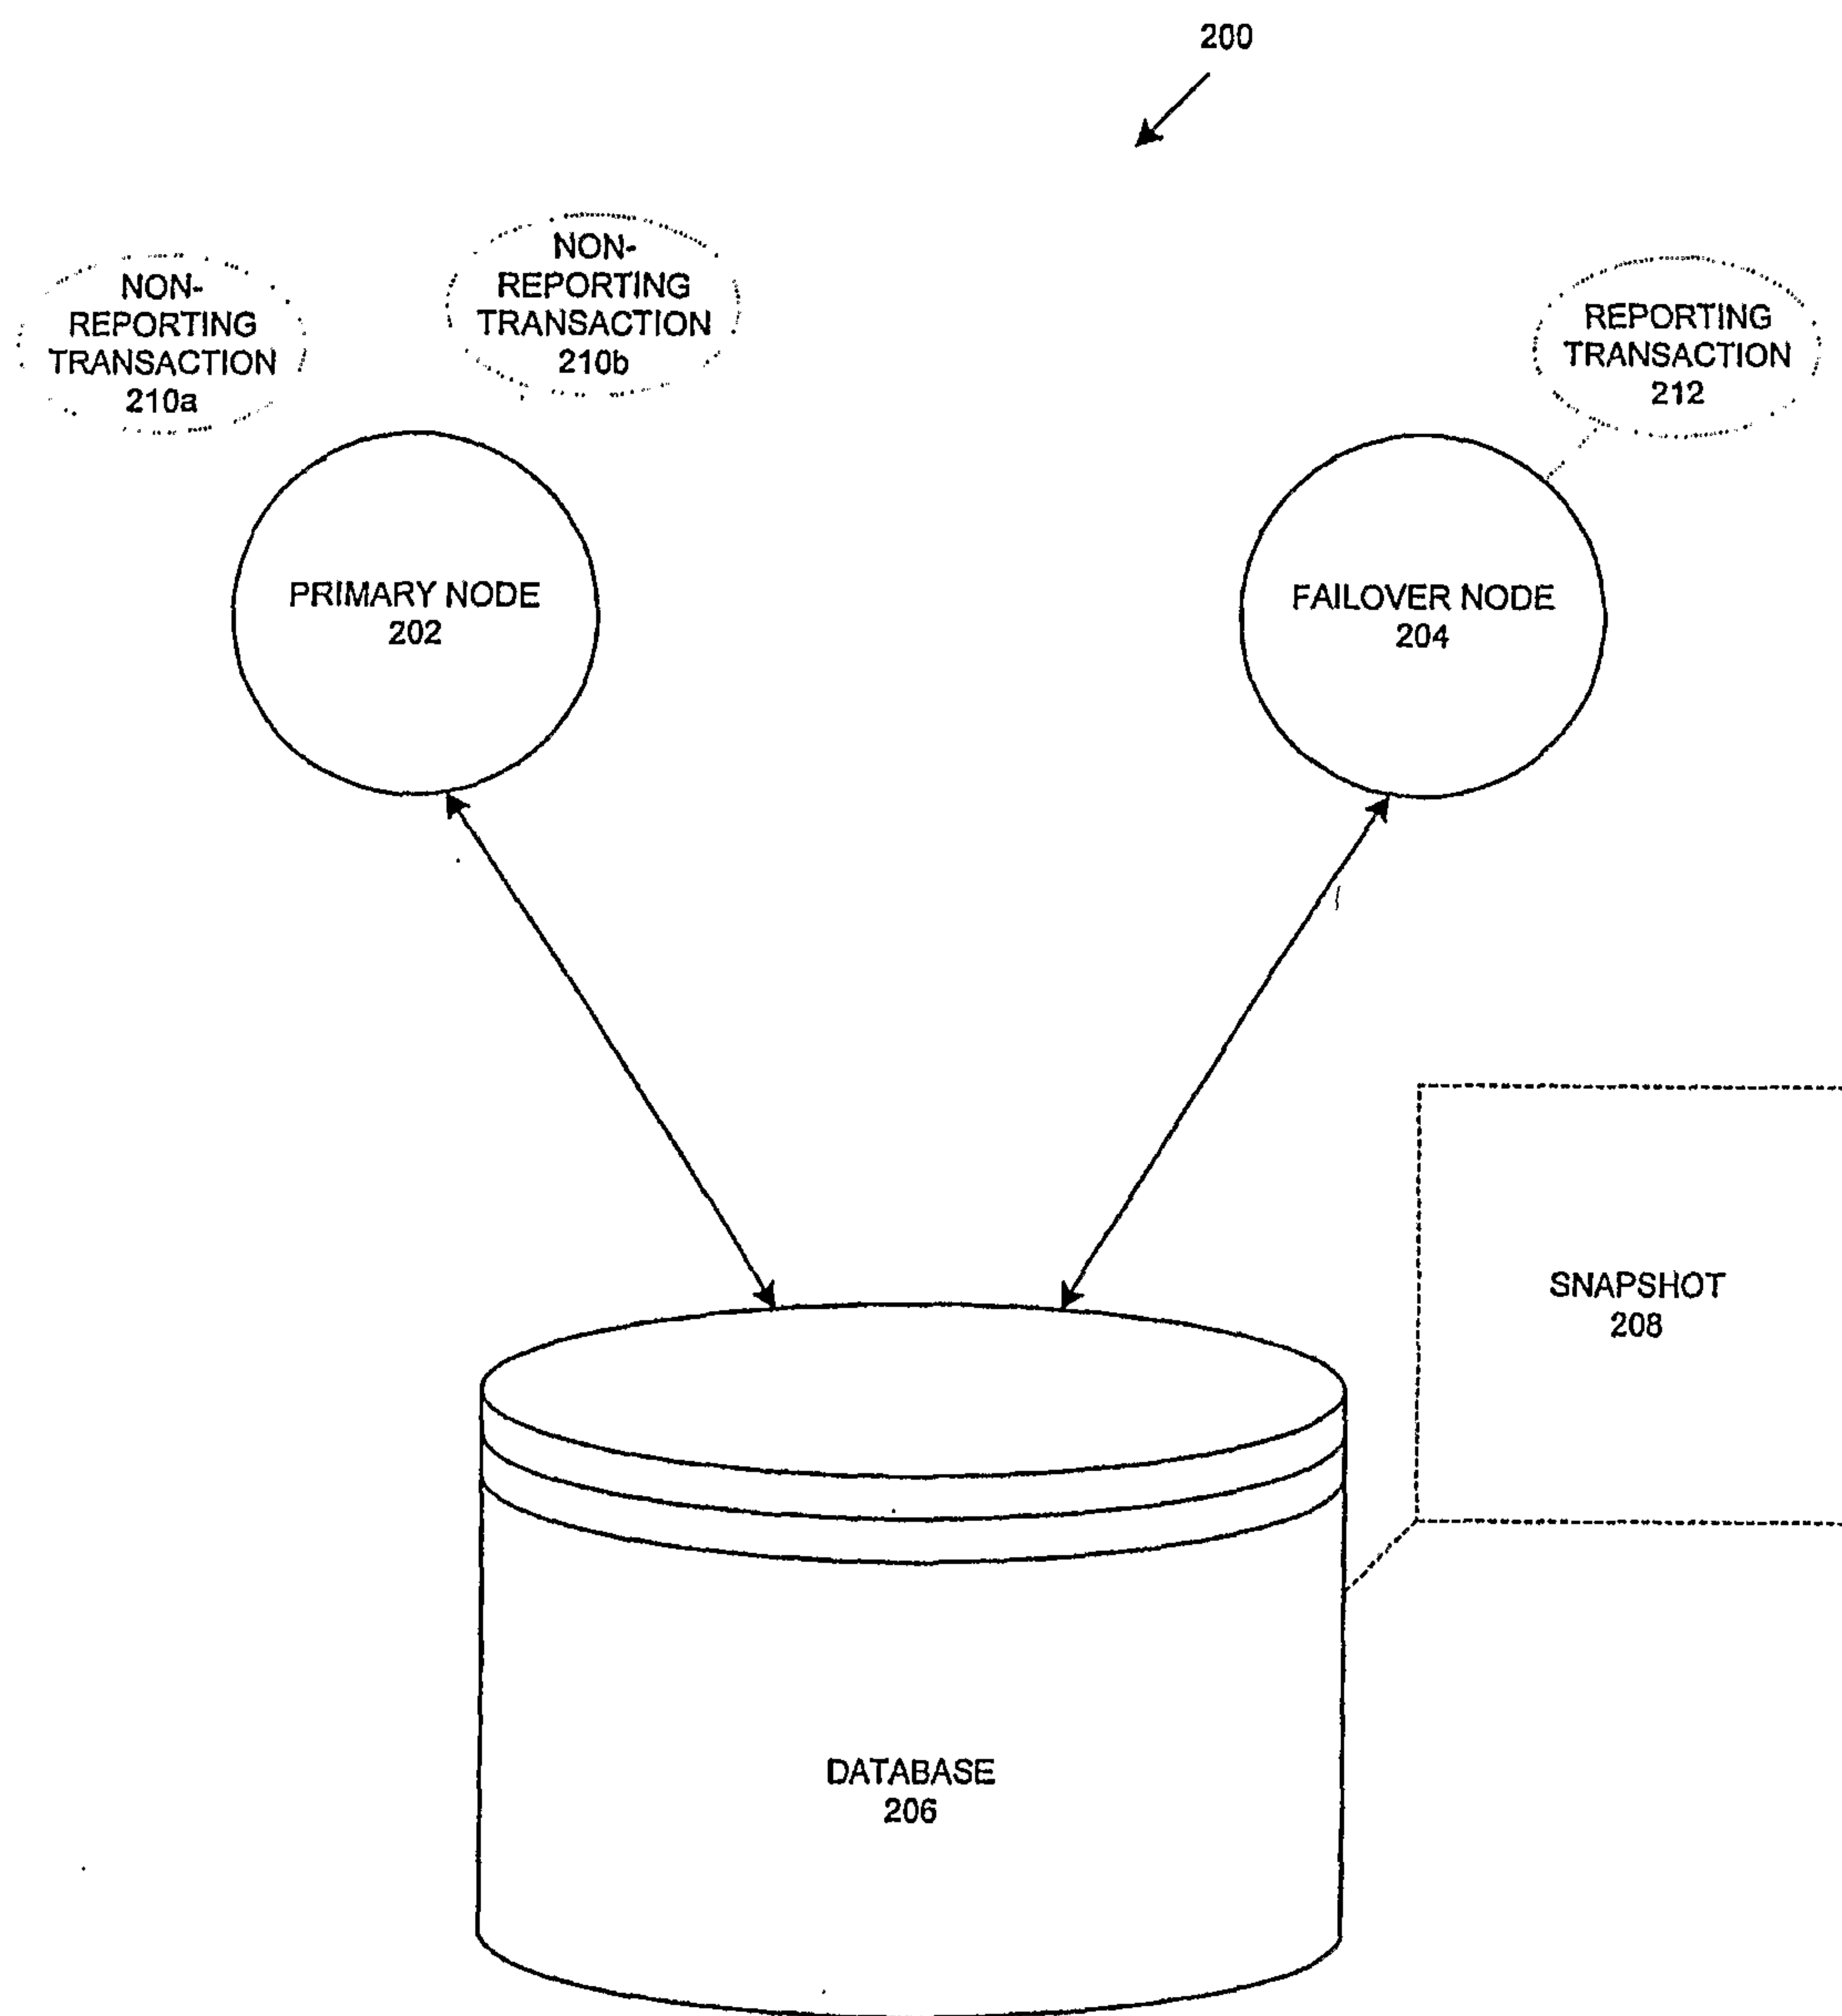 200
NON-
REPORTING
TRANSACTION
210a
NON-
REPORTING
TRANSACTION
210b
REPORTING
TRANSACTION
212
PRIMARY NODE
202
FAILOVER NODE
204
SNAPSHOT
208
DATABASE
206